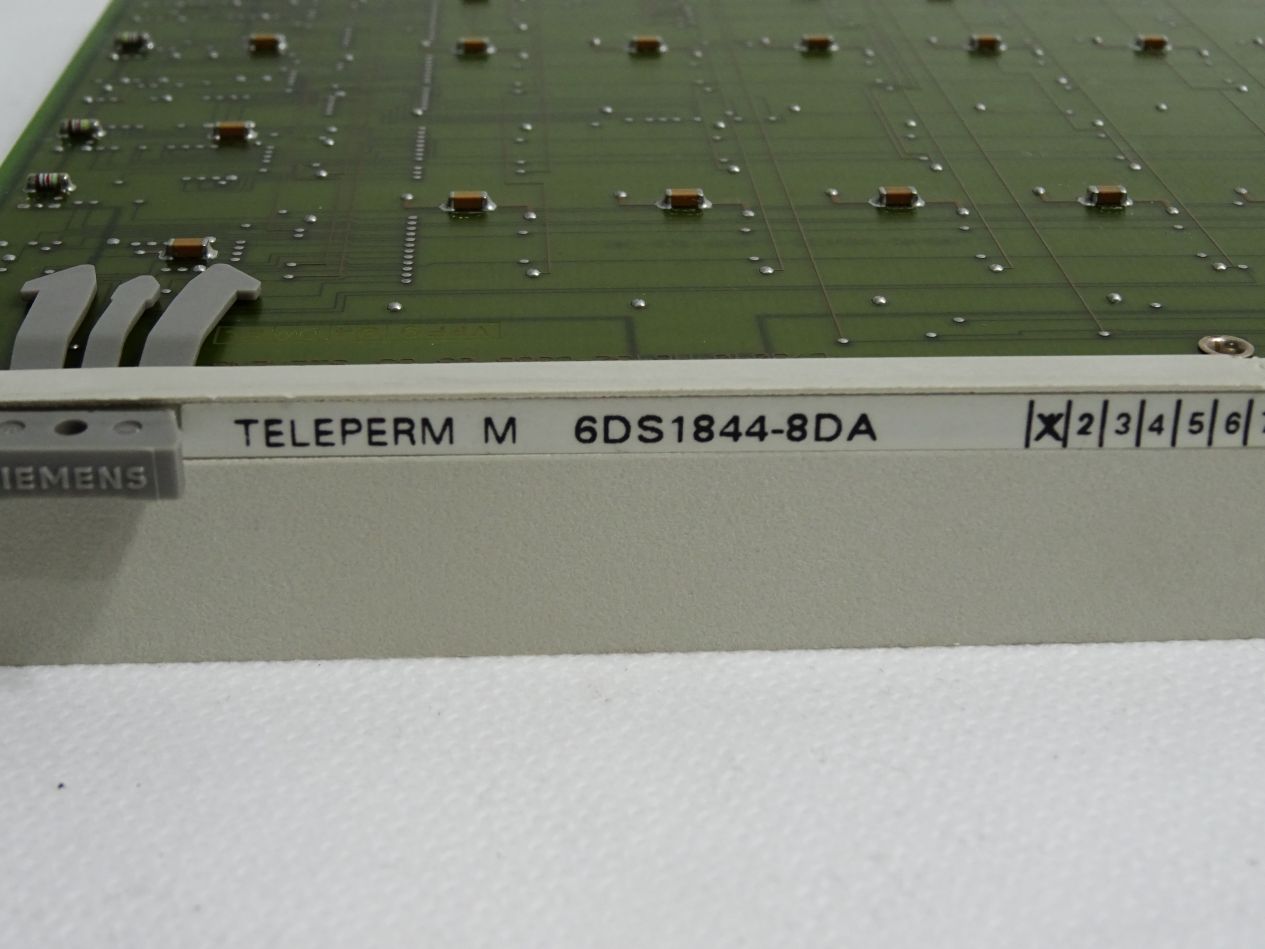 TELEPERM M 6DS1844-8DA
X 2 3 4 5 6
IEMENS